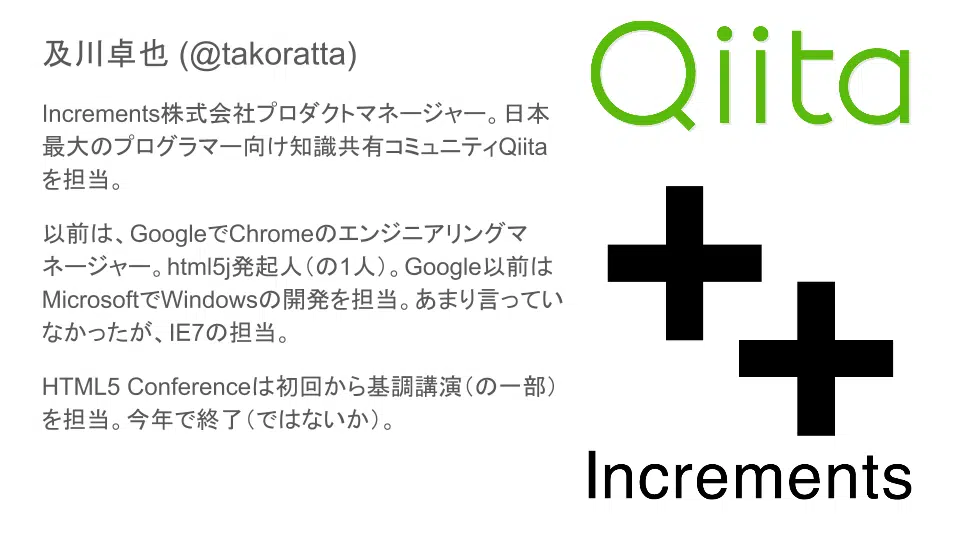 及川卓也 (@takoratta)
Increments株式会社プロダクトマネージャー。日本
最大のプログラマー向け知識共有コミュニティQiita
を担当。
以前は、GoogleでChromeのエンジニアリングマ
ネージャー。html5j発起人（の1人）。Google以前は
MicrosoftでWindowsの開発を担当。あまり言ってい
なかったが、IE7の担当。
HTML5 Conferenceは初回から基調講演（の一部）
を担当。今年で終了（ではないか）。
Qiita
Increments